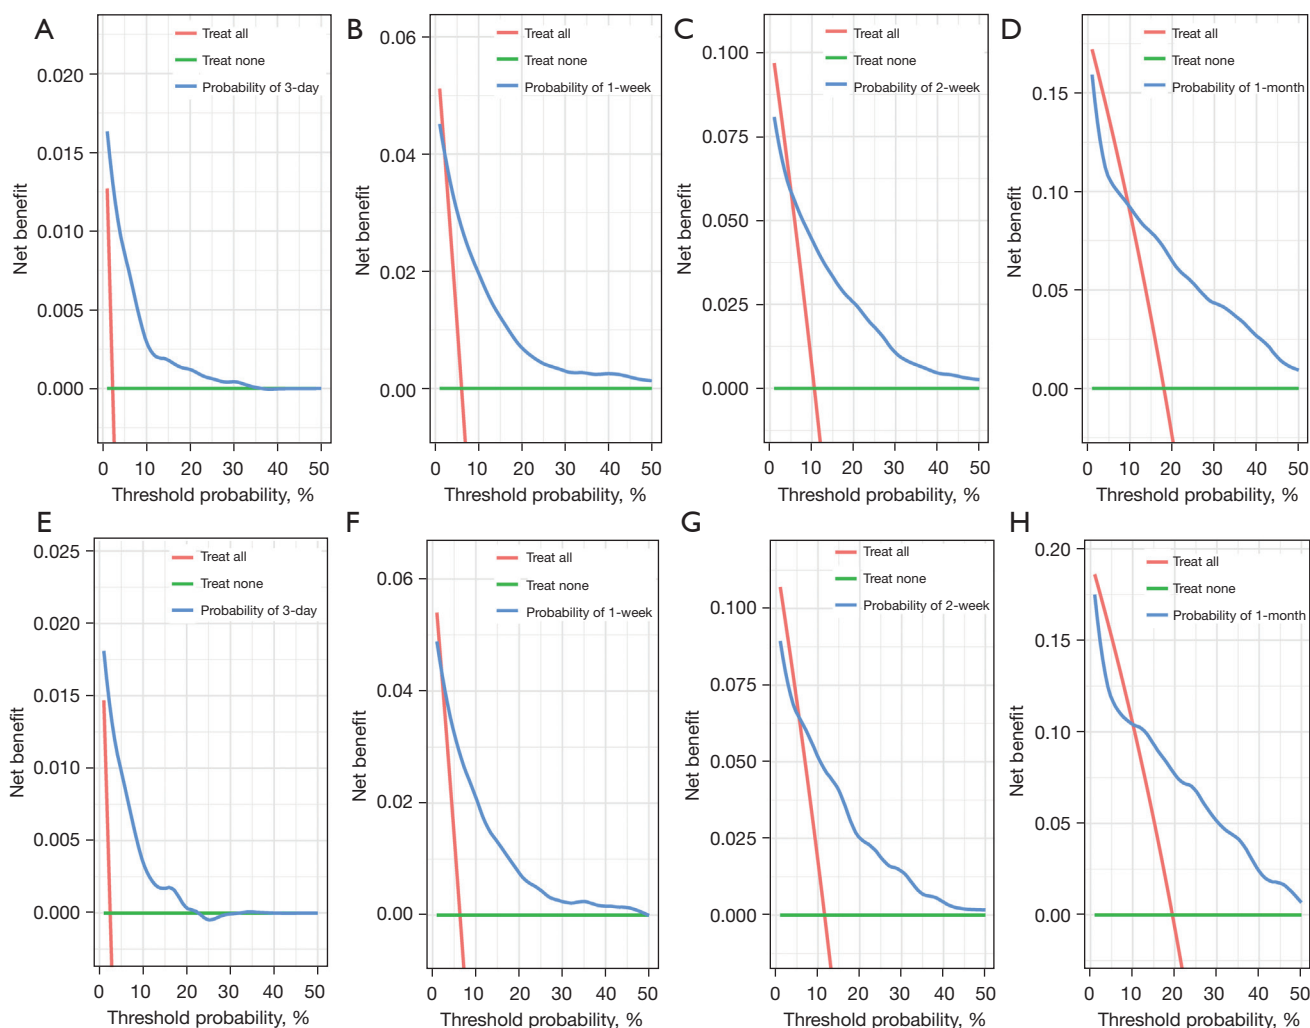 A
Treat all
Treat none
Probability of 3-day
0.020
0.015
0.010
0.005
0.000
Net benefit
0 10 20 30 40 50
Threshold probability, %
B
Treat all
Treat none
Probability of 1-week
0.06
0.04
0.02
0.00
Net benefit
0 10 20 30 40 50
Threshold probability, %
C
Treat all
Treat none
Probability of 2-week
0.100
0.075
0.050
0.025
0.000
Net benefit
0 10 20 30 40 50
Threshold probability, %
D
Treat all
Treat none
Probability of 1-month
0.15
0.10
0.05
0.00
Net benefit
0 10 20 30 40 50
Threshold probability, %
E
Treat all
Treat none
Probability of 3-day
0.025
0.020
0.015
0.010
0.005
0.000
Net benefit
0 10 20 30 40 50
Threshold probability, %
F
Treat all
Treat none
Probability of 1-week
0.06
0.04
0.02
0.00
Net benefit
0 10 20 30 40 50
Threshold probability, %
G
Treat all
Treat none
Probability of 2-week
0.100
0.075
0.050
0.025
0.000
Net benefit
0 10 20 30 40 50
Threshold probability, %
H
Treat all
Treat none
Probability of 1-month
0.20
0.15
0.10
0.05
0.00
Net benefit
0 10 20 30 40 50
Threshold probability, %